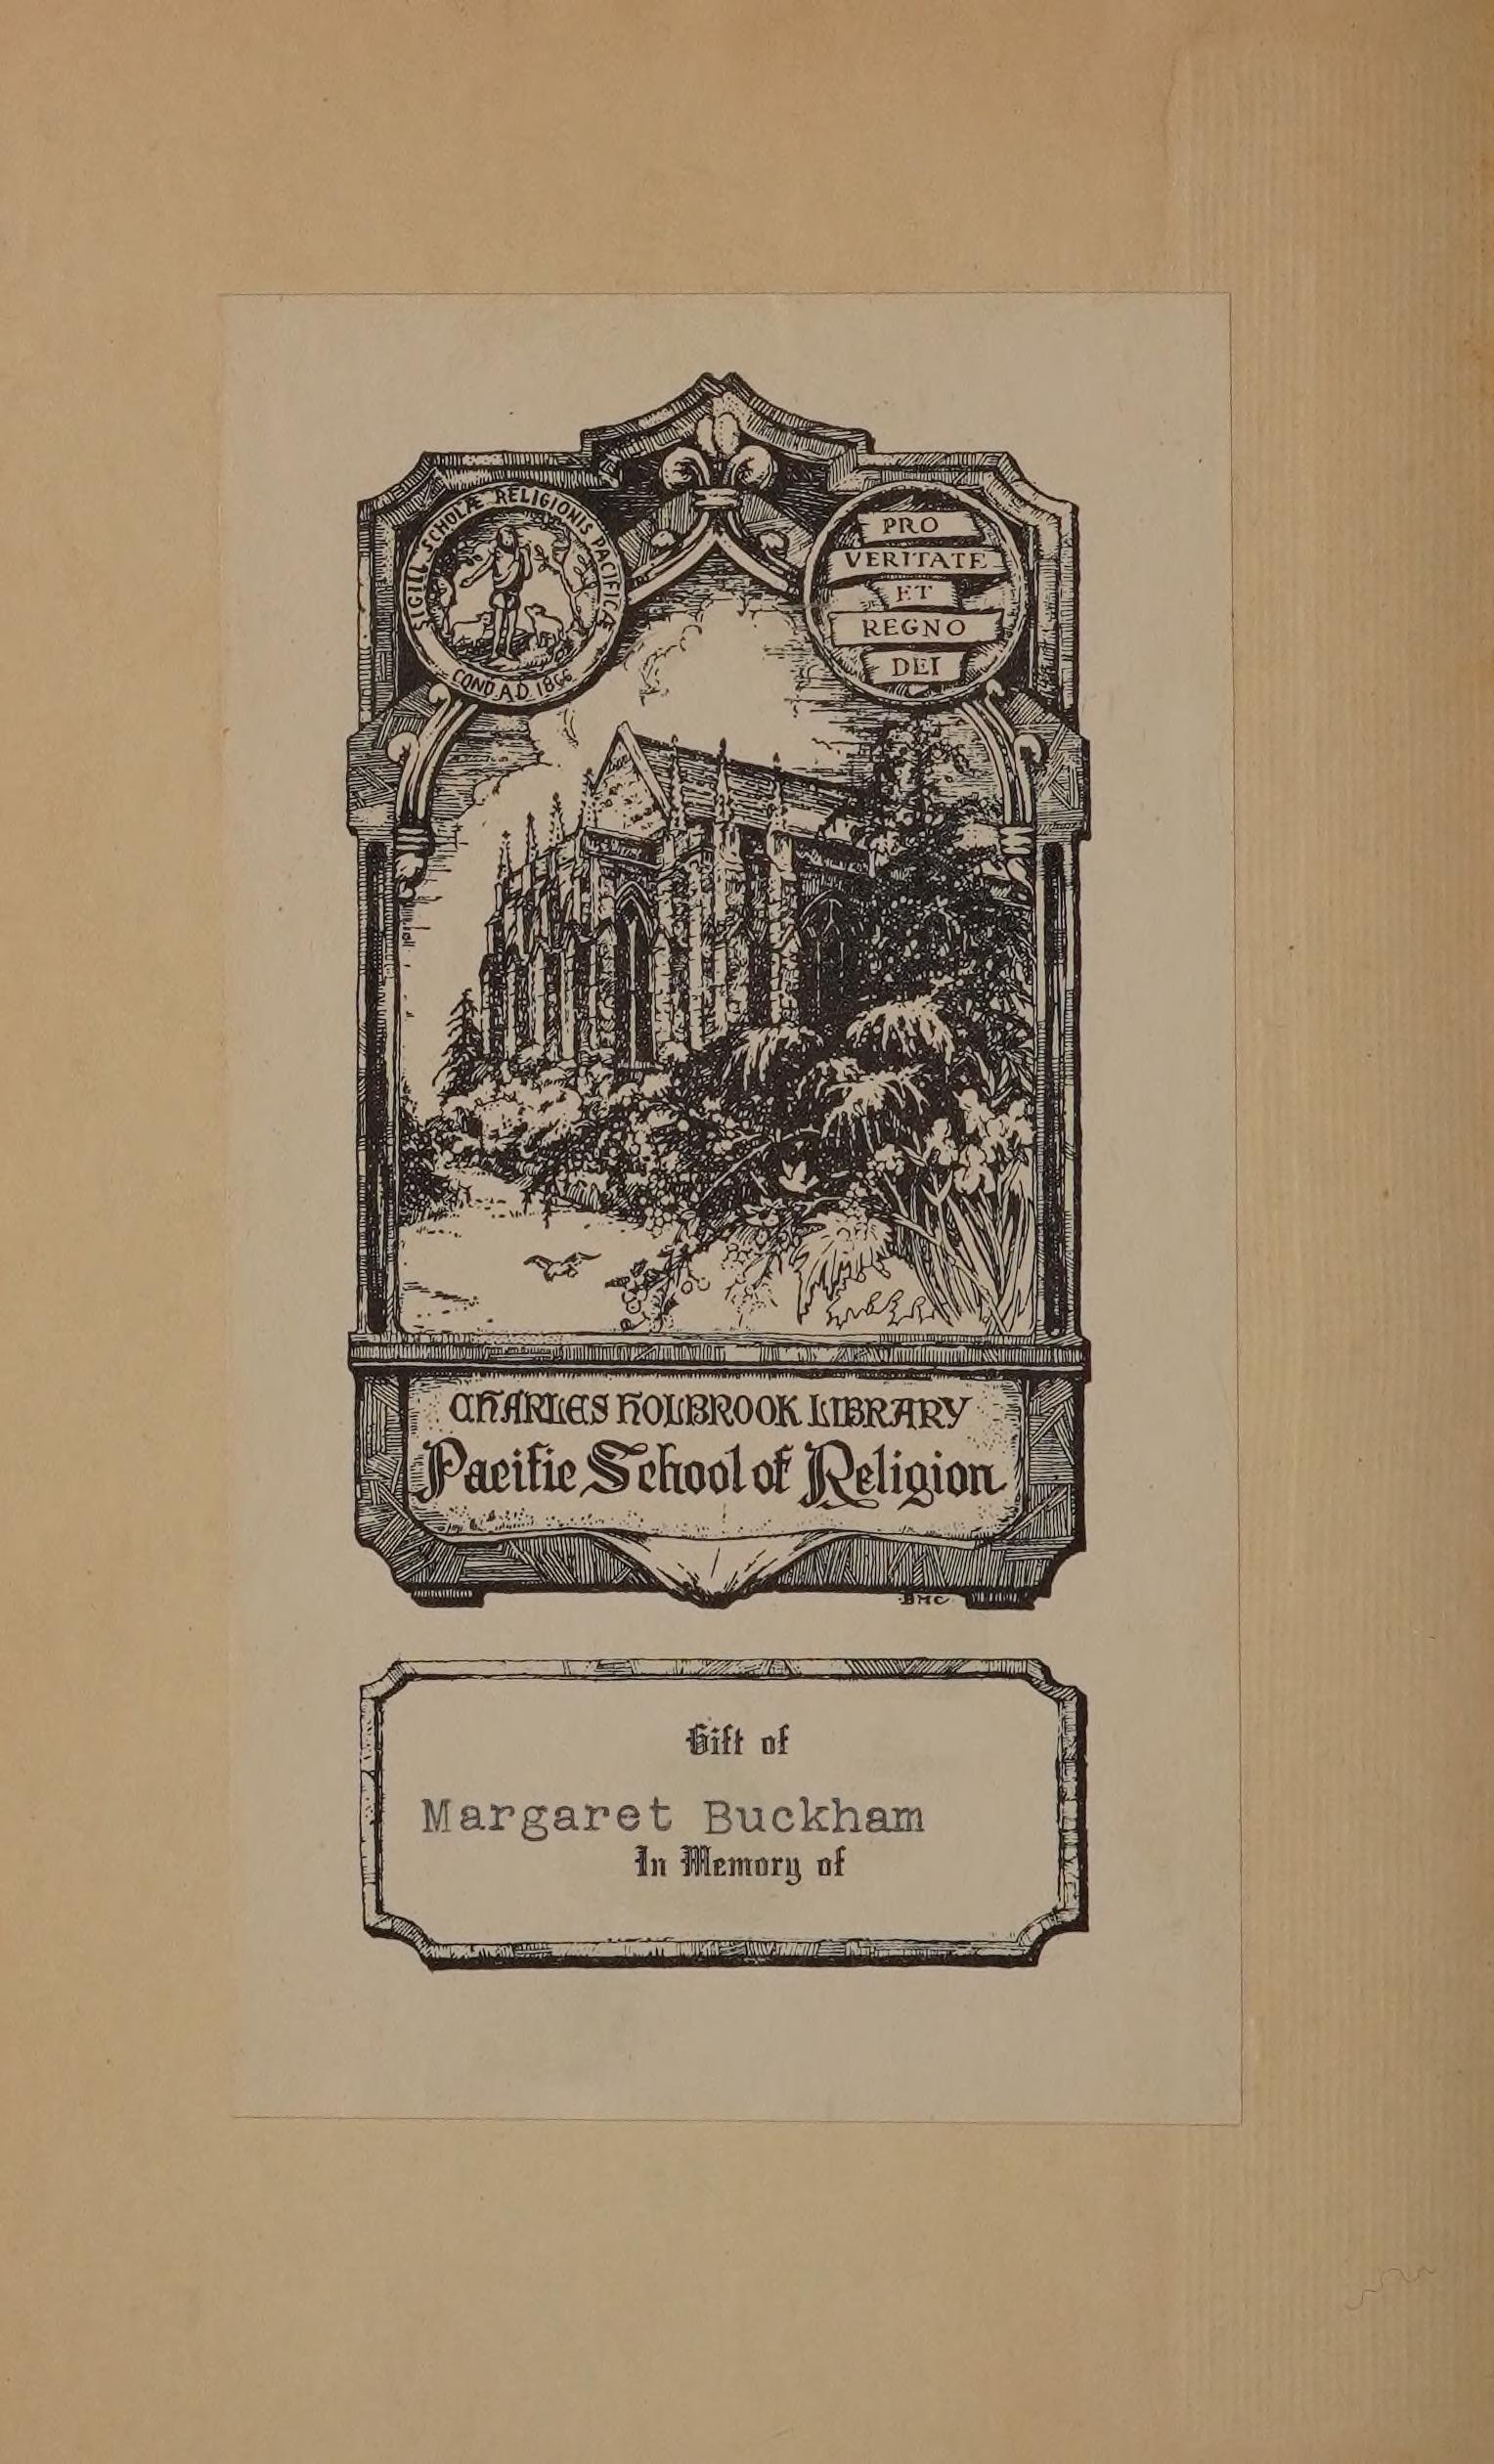 SIGILL SCHOLÆ RELIGIONIS PACIFICÆ
COND. A.D. 1866
PRO
VERITATE
ET
REGNO
DEI
CHARLES HOLBROOK LIBRARY
Pacific School of Religion
BMC
Gift of
Margaret Buckham
In Memory of